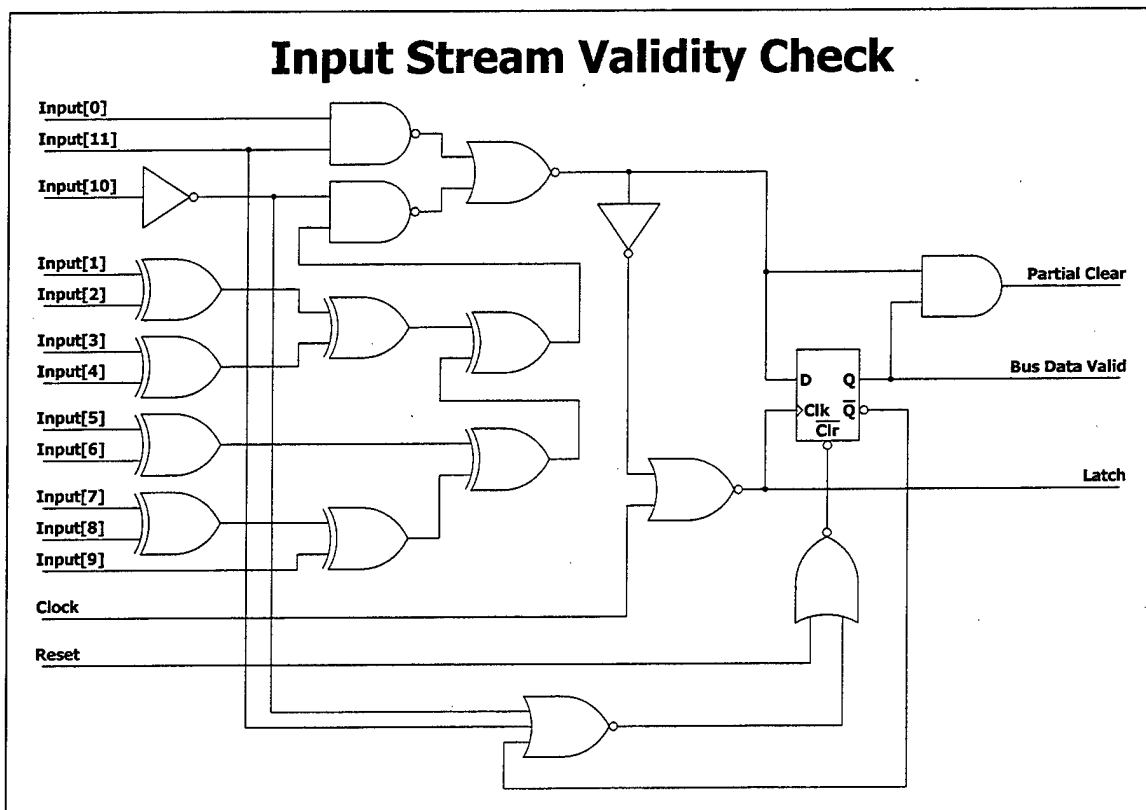 Input Stream Validity Check
Input[0]
Input[11]
Input[10]
Input[1]
Input[2]
Input[3]
Input[4]
Input[5]
Input[6]
Input[7]
Input[8]
Input[9]
Clock
Reset
Partial Clear
Bus Data Valid
Latch
D Q
Clk Q̅
C̅l̅r̅